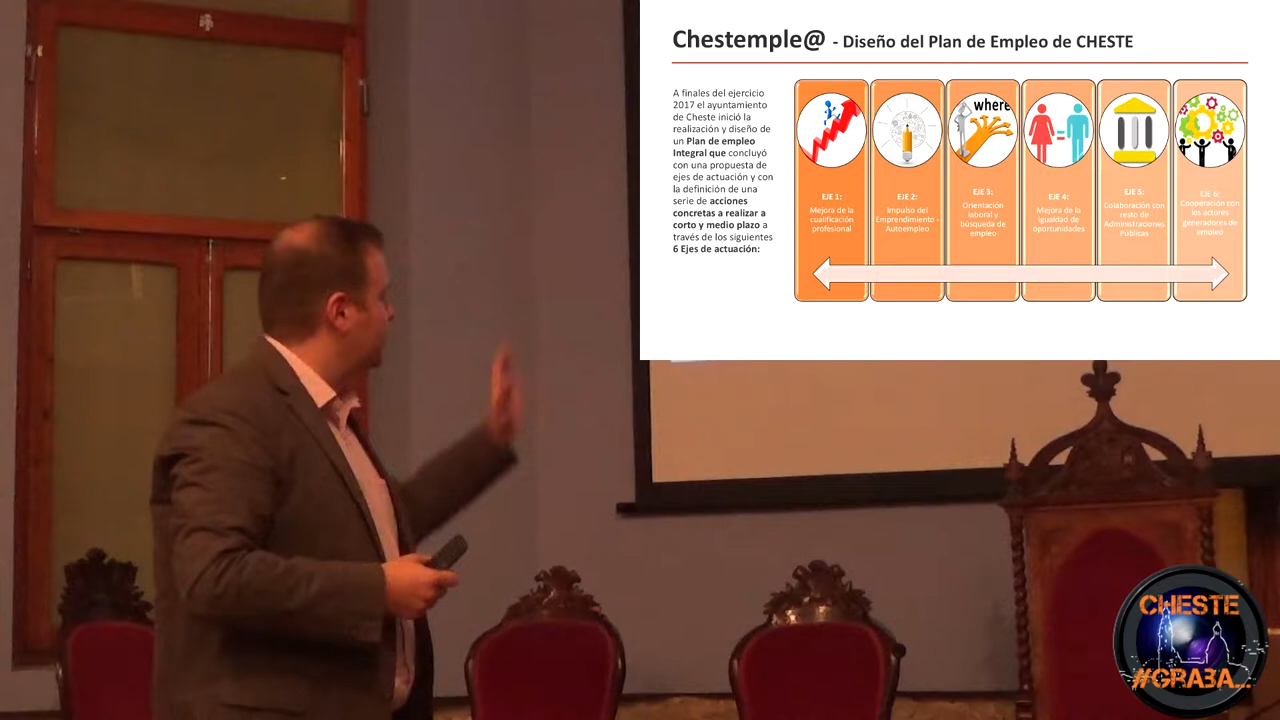 Chestemple@ - Diseño del Plan de Empleo de CHESTE
A finales del ejercicio
2017 el ayuntamiento
de Cheste inició la
realización y diseño de
un Plan de empleo
Integral que concluyó
con una propuesta de
ejes de actuación y con
la definición de una
serie de acciones
concretas a realizar a
corto y medio plazo a
través de los siguientes
6 Ejes de actuación:
EJE 1:
Mejora de la
cualificación
profesional
EJE 2:
Impulso del
Emprendimiento -
Autoempleo
where
EJE 3:
Orientación
laboral y
búsqueda de
empleo
EJE 4:
Mejora de la
igualdad de
oportunidades
EJE 5:
Colaboración con
resto de
Administraciones
Públicas
EJE 6:
Cooperación con
los actores
generadores de
empleo
CHESTE
#GRABA...